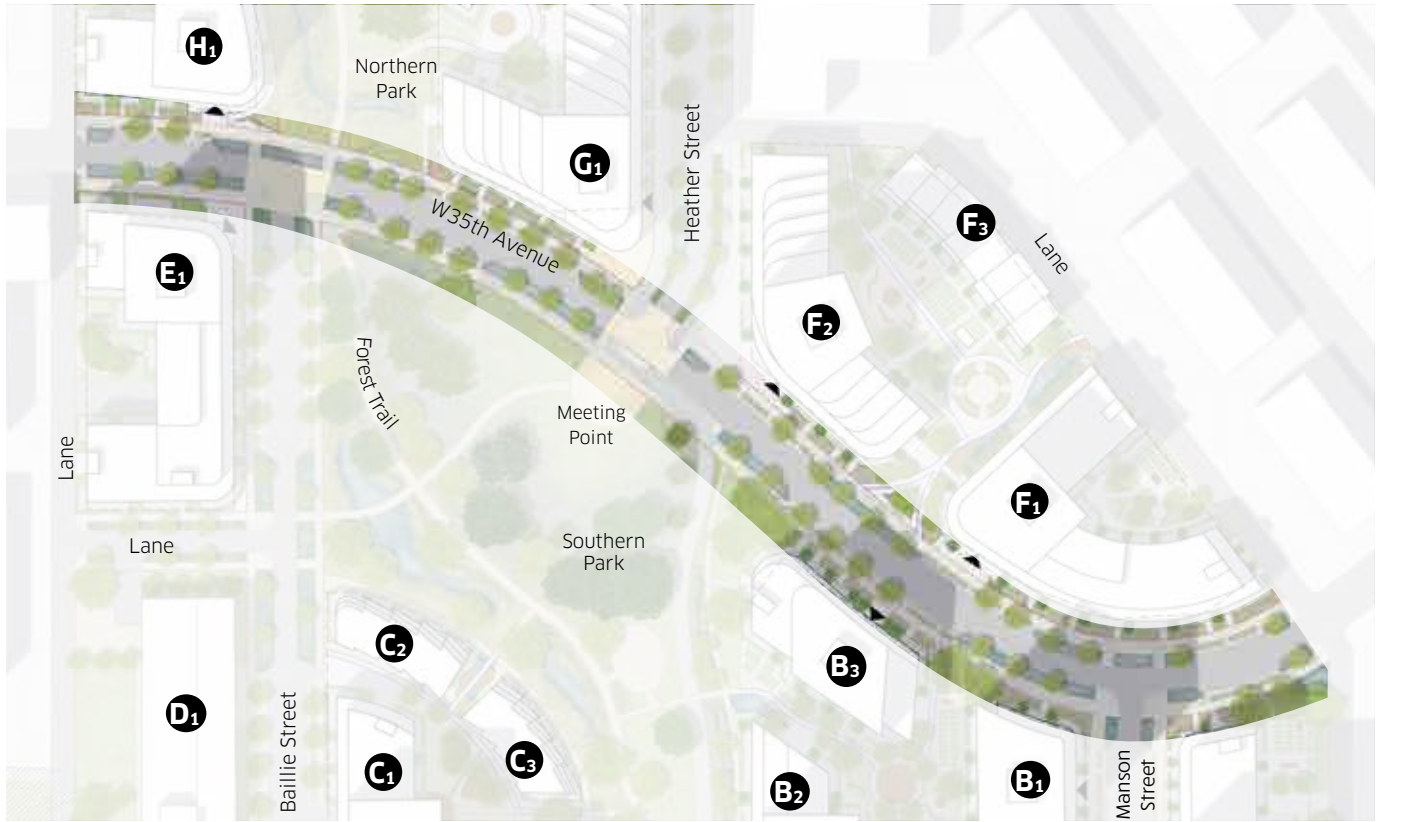 H1
Northern
Park
G1
Heather Street
W35th Avenue
F3
Lane
E1
F2
Forest Trail
Meeting
Point
Lane
F1
Lane
Southern
Park
C2
B3
D1
Baillie Street
C1
C3
B2
B1
Manson
Street